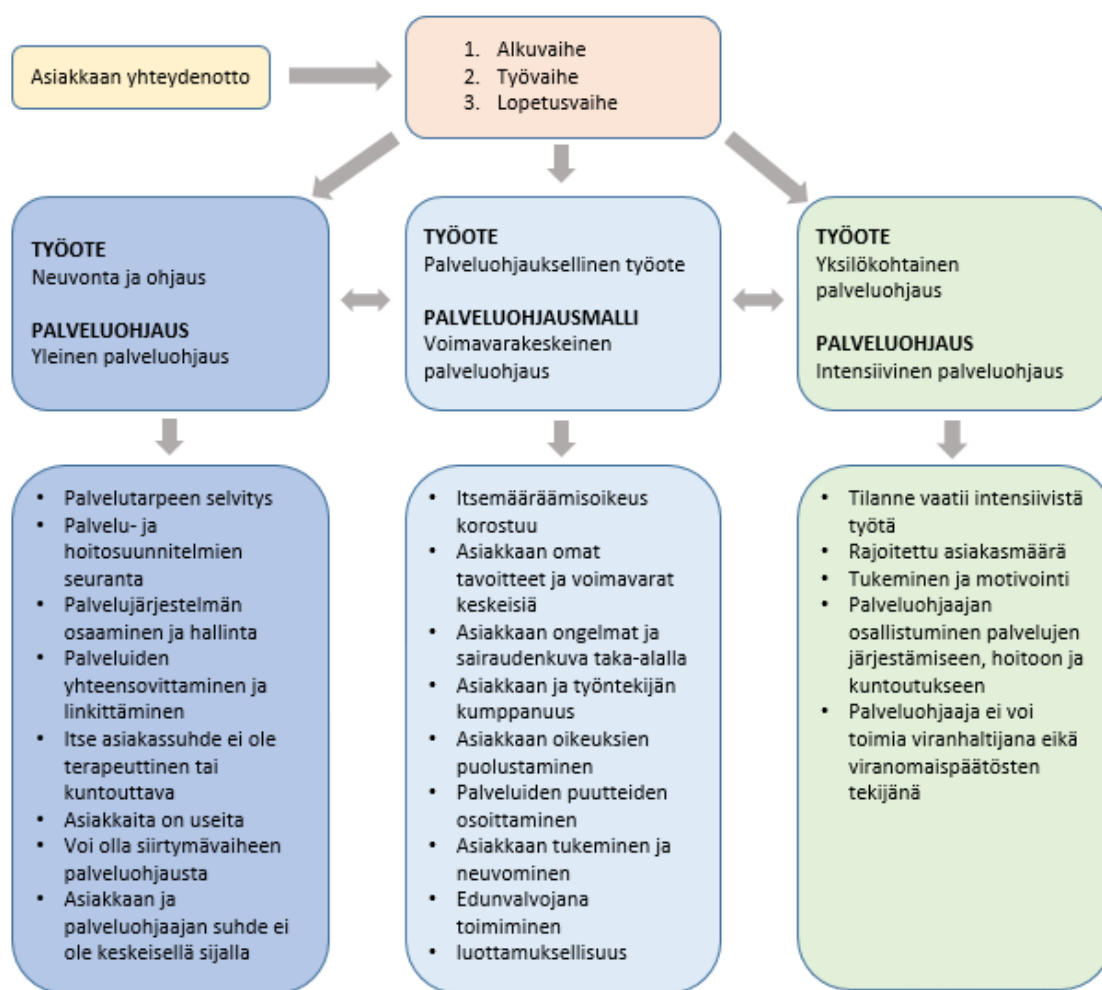 Asiakkaan yhteydenotto
1. Alkuvaihe
2. Työvaihe
3. Lopetusvaihe
TYÖOTE
Neuvonta ja ohjaus
PALVELUOHJAUS
Yleinen palveluohjaus
TYÖOTE
Palveluohjauksellinen työote
PALVELUOHJAUSMALLI
Voimavarakeskeinen
palveluohjaus
TYÖOTE
Yksilökohtainen
palveluohjaus
PALVELUOHJAUS
Intensiivinen palveluohjaus
• Palvelutarpeen selvitys
• Palvelu- ja
hoitosuunnitelmien
seuranta
• Palvelujärjestelmän
osaaminen ja hallinta
• Palveluiden
yhteensovittaminen ja
linkittäminen
• Itse asiakassuhde ei ole
terapeuttinen tai
kuntouttava
• Asiakkaita on useita
• Voi olla siirtymävaiheen
palveluohjausta
• Asiakkaan ja
palveluohjaajan suhde ei
ole keskeisellä sijalla
• Itsemääräämisoikeus
korostuu
• Asiakkaan omat
tavoitteet ja voimavarat
keskeisiä
• Asiakkaan ongelmat ja
sairaudenkuva taka-alalla
• Asiakkaan ja työntekijän
kumppanuus
• Asiakkaan oikeuksien
puolustaminen
• Palveluiden puutteiden
osoittaminen
• Asiakkaan tukeminen ja
neuvominen
• Edunvalvojana
toimiminen
• luottamuksellisuus
• Tilanne vaatii intensiivistä
työtä
• Rajoitettu asiakasmäärä
• Tukeminen ja motivointi
• Palveluohjaajan
osallistuminen palvelujen
järjestämiseen, hoitoon ja
kuntoutukseen
• Palveluohjaaja ei voi
toimia viranhaltijana eikä
viranomaispäätösten
tekijänä